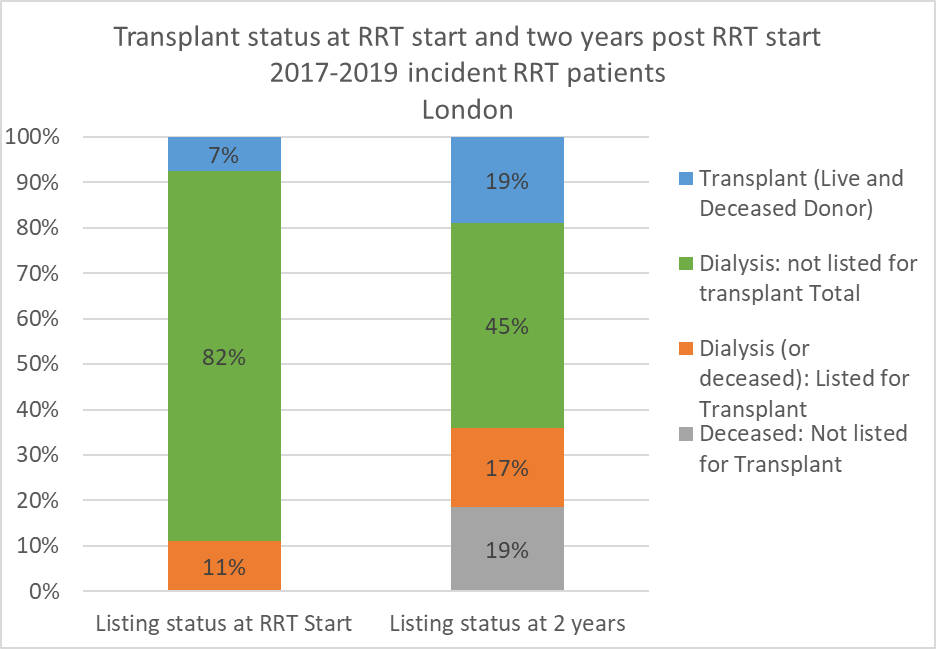 Transplant status at RRT start and two years post RRT start
2017-2019 incident RRT patients
London
100%
90%
80%
70%
60%
50%
40%
30%
20%
10%
0%
7%
82%
11%
19%
45%
17%
19%
Listing status at RRT Start
Listing status at 2 years
Transplant (Live and
Deceased Donor)
Dialysis: not listed for
transplant Total
Dialysis (or
deceased): Listed for
Transplant
Deceased: Not listed
for Transplant